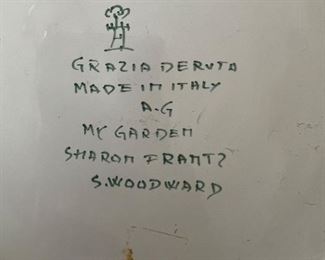 GRAZIA DERUTA
MADE IN ITALY
A.G
MY GARDEN
SHARON FRANTZ
S.WOODWARD